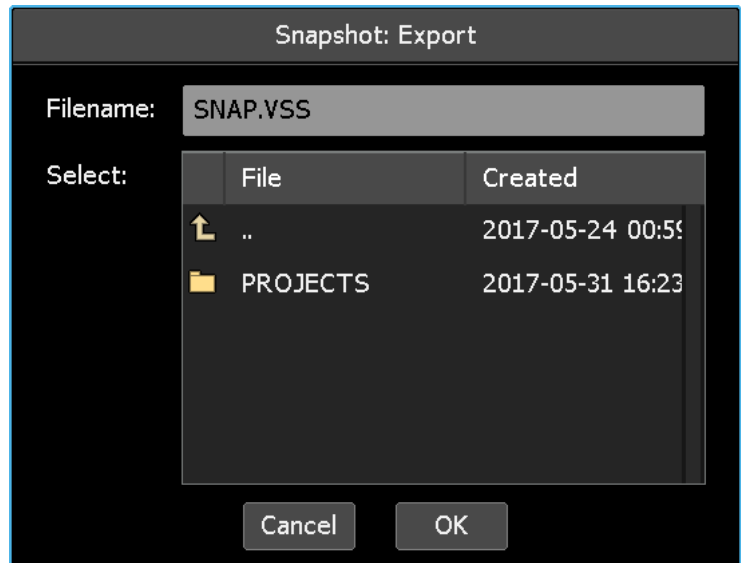 Snapshot: Export
Filename: SNAP.VSS
Select: File Created
.. 2017-05-24 00:59
PROJECTS 2017-05-31 16:23
Cancel OK